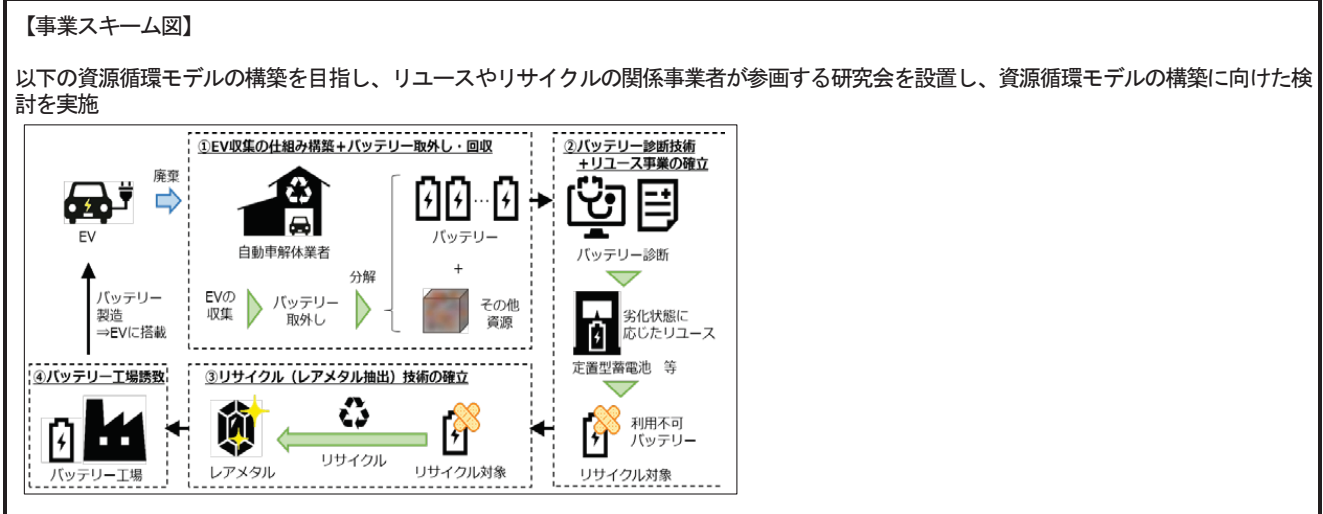 【事業スキーム図】
以下の資源循環モデルの構築を目指し、リユースやリサイクルの関係事業者が参画する研究会を設置し、資源循環モデルの構築に向けた検
討を実施
①EV収集の仕組み構築＋バッテリー取外し・回収
②バッテリー診断技術
＋リユース事業の確立
廃棄
EV
自動車解体業者
バッテリー
…
バッテリー診断
+
分解
EVの
収集
バッテリー
取外し
その他
資源
バッテリー
製造
⇒EVに搭載
劣化状態に
応じたリユース
定置型蓄電池　等
④バッテリー工場誘致
③リサイクル（レアメタル抽出）技術の確立
利用不可
バッテリー
リサイクル
バッテリー工場
レアメタル
リサイクル対象
リサイクル対象